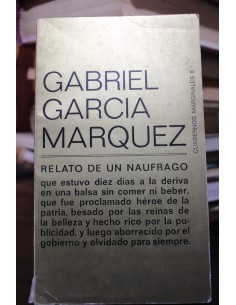 GABRIEL
GARCIA
MARQUEZ
CUADERNOS MARGINALES 8
RELATO DE UN NAUFRAGO
que estuvo diez días a la deriva
en una balsa sin comer ni beber,
que fue proclamado héroe de la
patria, besado por las reinas de
la belleza y hecho rico por la pu-
blicidad, y luego aborrecido por el
gobierno y olvidado para siempre.